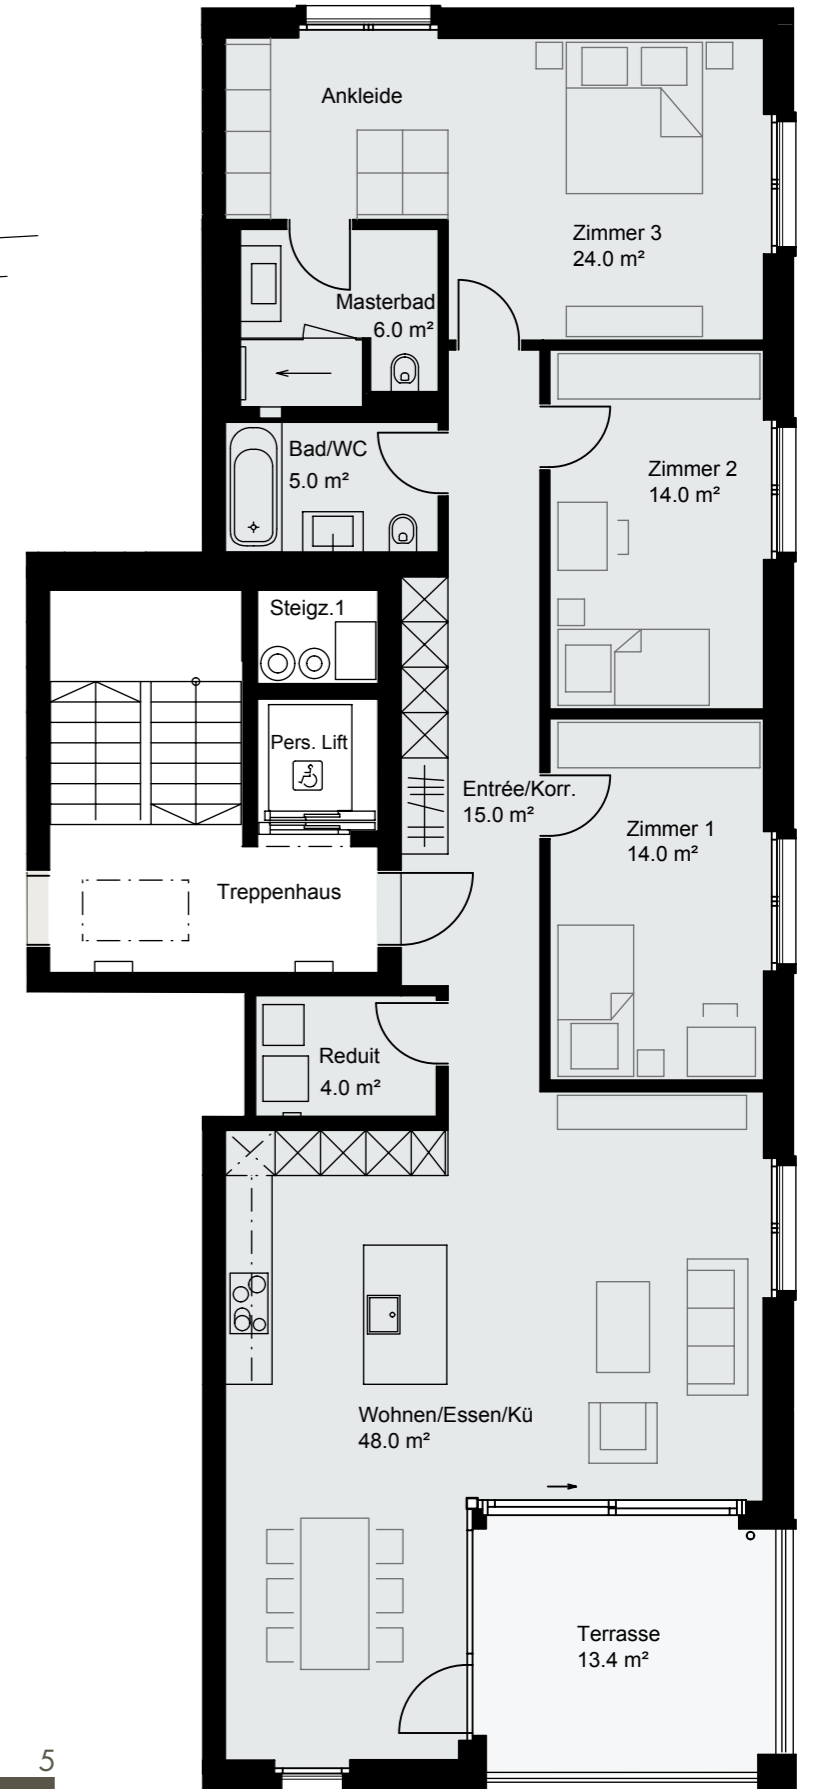 Ankleide
Zimmer 3
24.0 m²
Masterbad
6.0 m²
Bad/WC
5.0 m²
Zimmer 2
14.0 m²
Steigz.1
Pers. Lift
Entrée/Korr.
15.0 m²
Zimmer 1
14.0 m²
Treppenhaus
Reduit
4.0 m²
Wohnen/Essen/Kü
48.0 m²
Terrasse
13.4 m²
5